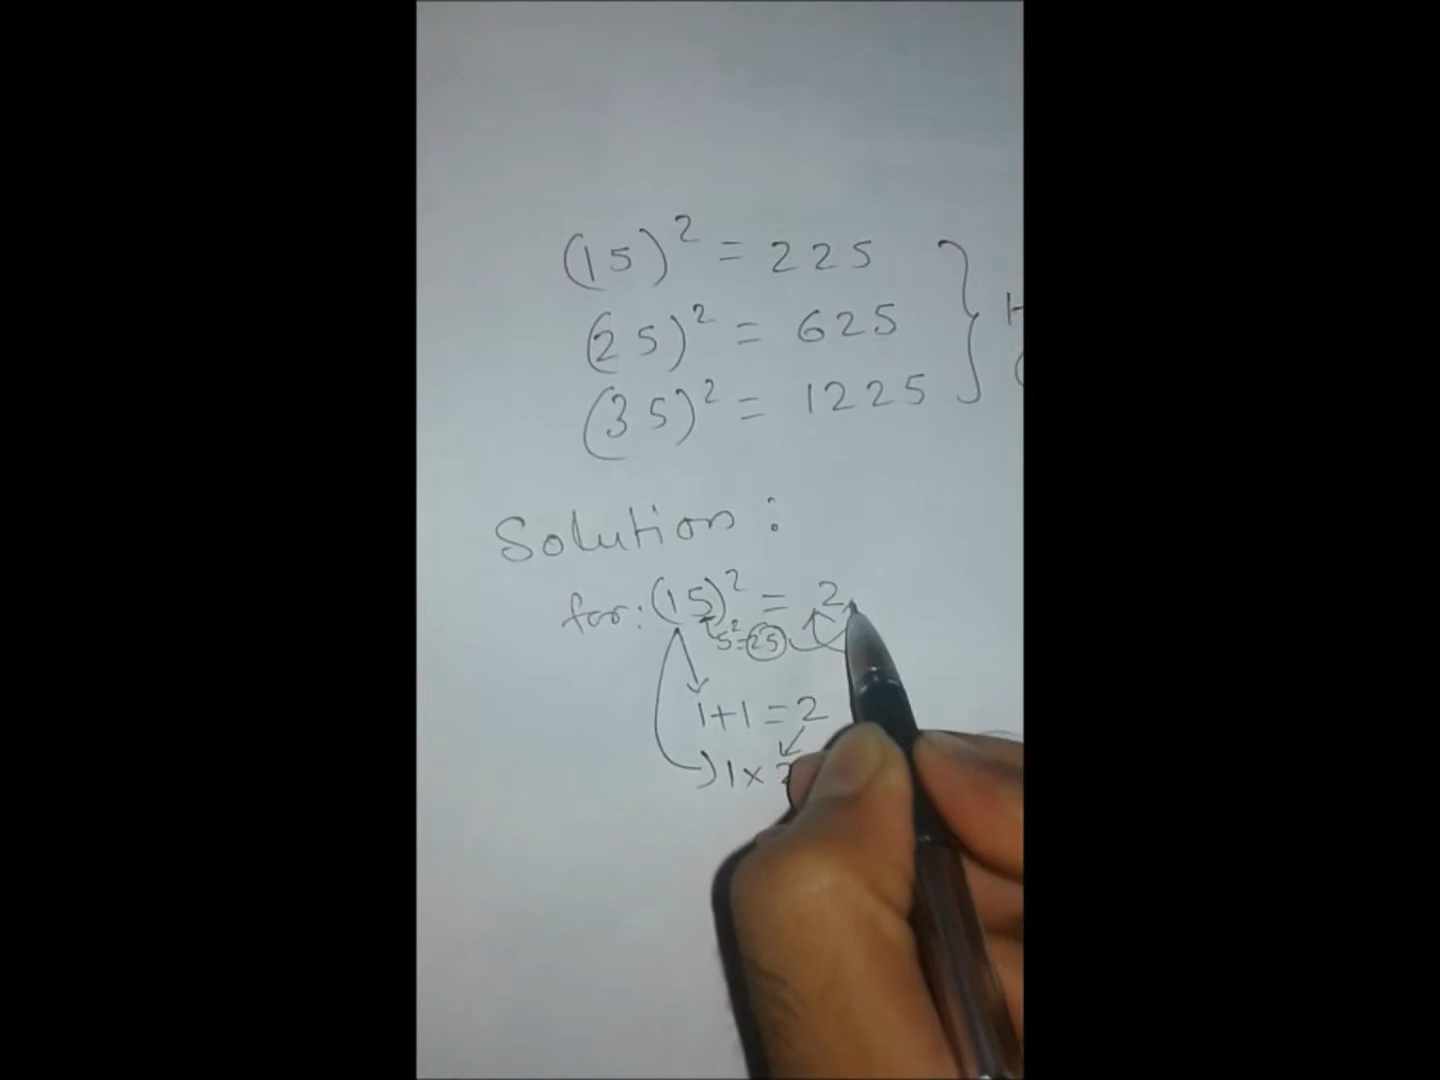 (15)² = 225
(25)² = 625
(35)² = 1225
Solution :
for: (15)² = 2
5² = 25
1+1 = 2
1 × 2